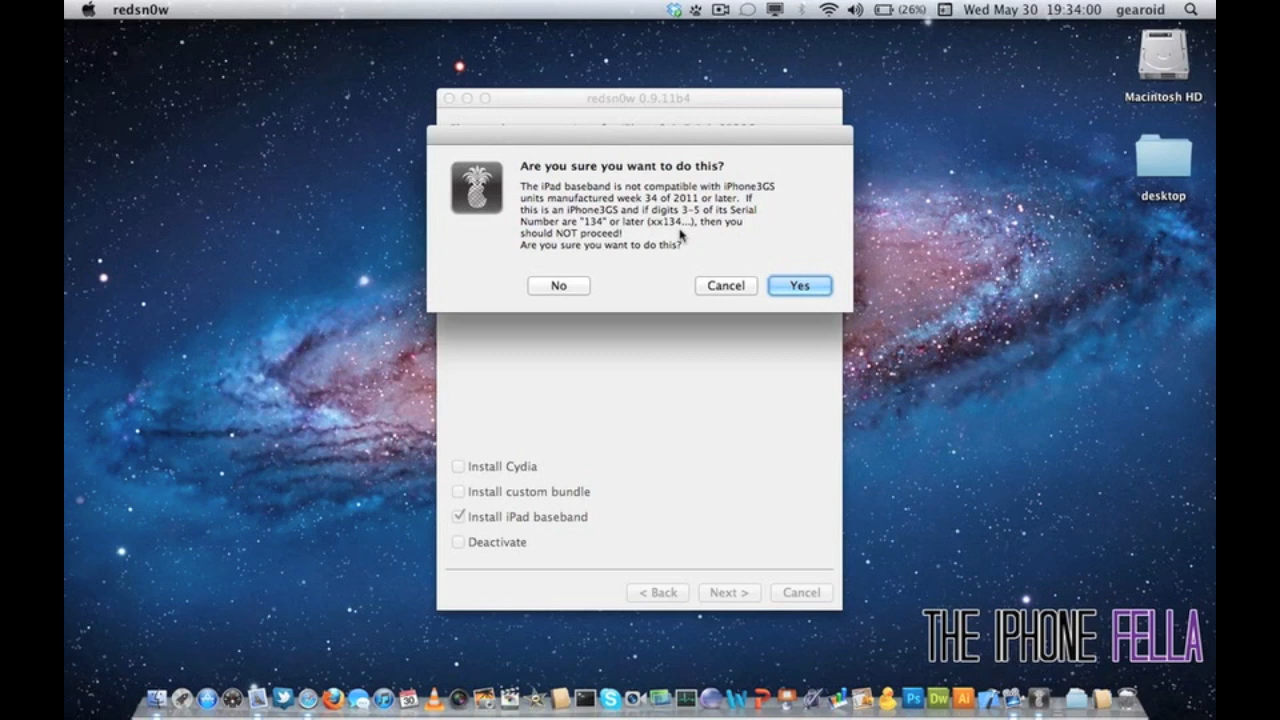 redsn0w
(26%)
Wed May 30 19:34:00
gearoid
Macintosh HD
desktop
redsn0w 0.9.11b4
Are you sure you want to do this?
The iPad baseband is not compatible with iPhone3GS
units manufactured week 34 of 2011 or later. If
this is an iPhone3GS and if digits 3-5 of its Serial
Number are "134" or later (xx134...), then you
should NOT proceed!
Are you sure you want to do this?
No
Cancel
Yes
Install Cydia
Install custom bundle
Install iPad baseband
Deactivate
< Back
Next >
Cancel
THE IPHONE FELLA
30
Ps
Dw
Ai